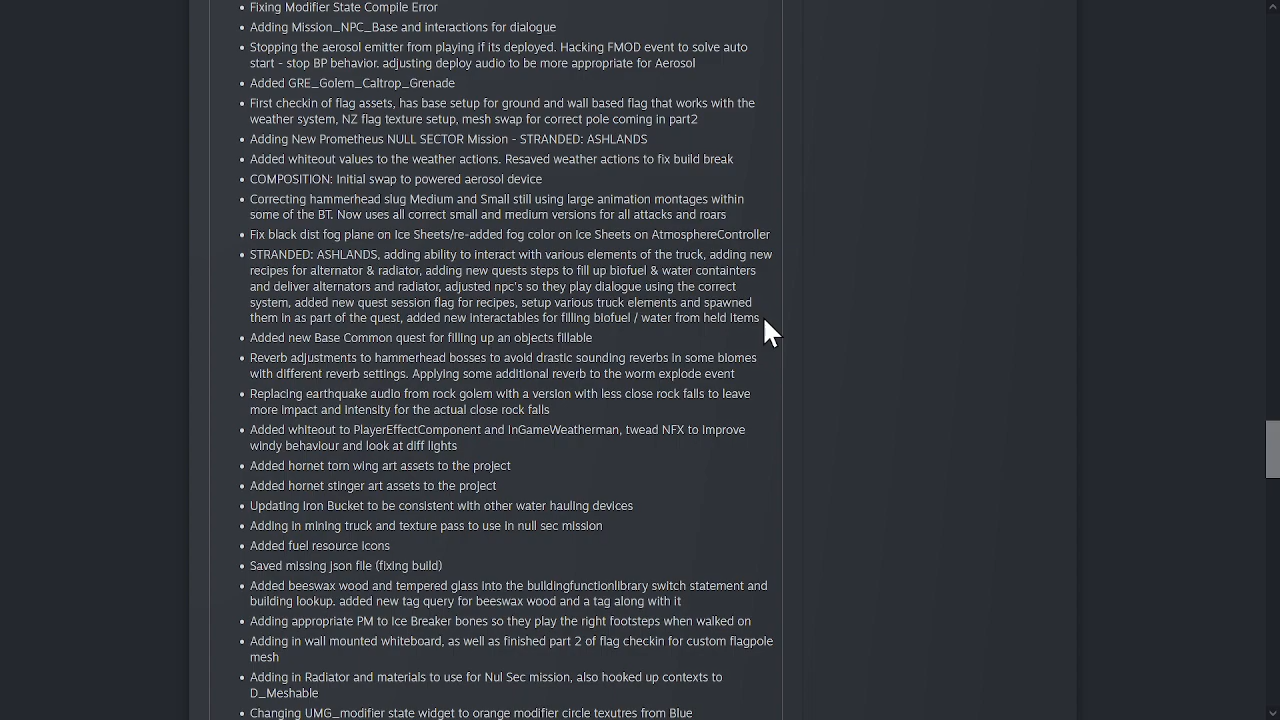 • Fixing Modifier State Compile Error
• Adding Mission_NPC_Base and interactions for dialogue
• Stopping the aerosol emitter from playing if its deployed. Hacking FMOD event to solve auto
start - stop BP behavior. adjusting deploy audio to be more appropriate for Aerosol
• Added GRE_Golem_Caltrop_Grenade
• First checkin of flag assets, has base setup for ground and wall based flag that works with the
weather system, NZ flag texture setup, mesh swap for correct pole coming in part2
• Adding New Prometheus NULL SECTOR Mission - STRANDED: ASHLANDS
• Added whiteout values to the weather actions. Resaved weather actions to fix build break
• COMPOSITION: Initial swap to powered aerosol device
• Correcting hammerhead slug Medium and Small still using large animation montages within
some of the BT. Now uses all correct small and medium versions for all attacks and roars
• Fix black dist fog plane on Ice Sheets/re-added fog color on Ice Sheets on AtmosphereController
• STRANDED: ASHLANDS, adding ability to interact with various elements of the truck, adding new
recipes for alternator & radiator, adding new quests steps to fill up biofuel & water containters
and deliver alternators and radiator, adjusted npc's so they play dialogue using the correct
system, added new quest session flag for recipes, setup various truck elements and spawned
them in as part of the quest, added new interactables for filling biofuel / water from held items
• Added new Base Common quest for filling up an objects fillable
• Reverb adjustments to hammerhead bosses to avoid drastic sounding reverbs in some biomes
with different reverb settings. Applying some additional reverb to the worm explode event
• Replacing earthquake audio from rock golem with a version with less close rock falls to leave
more impact and intensity for the actual close rock falls
• Added whiteout to PlayerEffectComponent and InGameWeatherman, twead NFX to improve
windy behaviour and look at diff lights
• Added hornet torn wing art assets to the project
• Added hornet stinger art assets to the project
• Updating Iron Bucket to be consistent with other water hauling devices
• Adding in mining truck and texture pass to use in null sec mission
• Added fuel resource icons
• Saved missing json file (fixing build)
• Added beeswax wood and tempered glass into the buildingfunctionlibrary switch statement and
building lookup. added new tag query for beeswax wood and a tag along with it
• Adding appropriate PM to Ice Breaker bones so they play the right footsteps when walked on
• Adding in wall mounted whiteboard, as well as finished part 2 of flag checkin for custom flagpole
mesh
• Adding in Radiator and materials to use for Nul Sec mission, also hooked up contexts to
D_Meshable
• Changing UMG_modifier state widget to orange modifier circle texutres from Blue